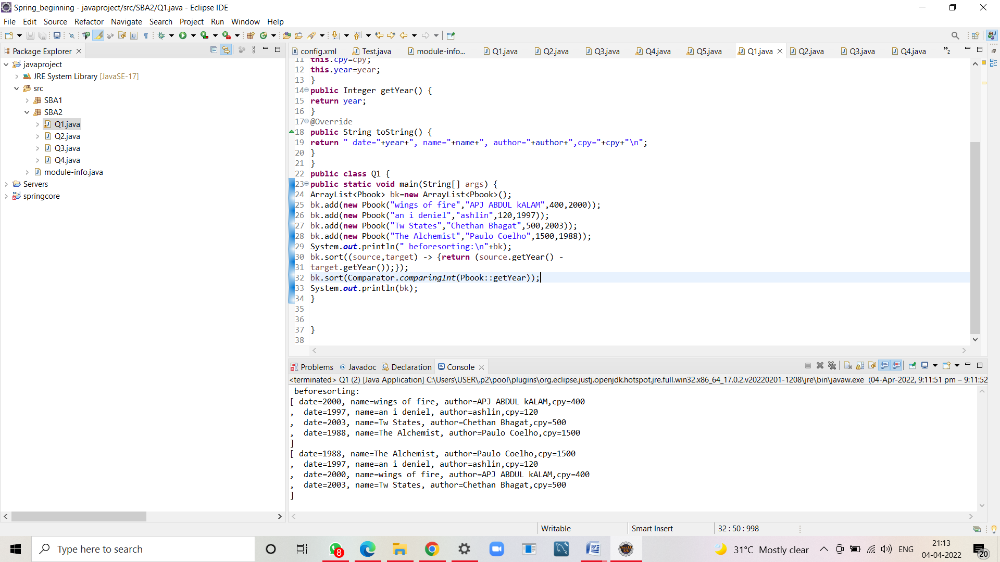 Spring_beginning - javaproject/src/SBA2/Q1.java - Eclipse IDE
File Edit Source Refactor Navigate Search Project Run Window Help
Package Explorer
javaproject
JRE System Library [JavaSE-17]
src
SBA1
SBA2
Q1.java
Q2.java
Q3.java
Q4.java
module-info.java
Servers
springcore
config.xml Test.java module-info... Q1.java Q2.java Q3.java Q4.java Q5.java Q1.java Q2.java Q3.java Q4.java »2
11 this.cpy=cpy;
12 this.year=year;
13 }
14 public Integer getYear() {
15 return year;
16 }
17 @Override
18 public String toString() {
19 return " date="+year+", name="+name+", author="+author+",cpy="+cpy+"\n";
20 }
21 }
22 public class Q1 {
23 public static void main(String[] args) {
24 ArrayList<Pbook> bk=new ArrayList<Pbook>();
25 bk.add(new Pbook("wings of fire","APJ ABDUL kALAM",400,2000));
26 bk.add(new Pbook("an i deniel","ashlin",120,1997));
27 bk.add(new Pbook("Tw States","Chethan Bhagat",500,2003));
28 bk.add(new Pbook("The Alchemist","Paulo Coelho",1500,1988));
29 System.out.println(" beforesorting:\n"+bk);
30 bk.sort((source,target) -> {return (source.getYear() -
31 target.getYear());});
32 bk.sort(Comparator.comparingInt(Pbook::getYear));
33 System.out.println(bk);
34 }
35
36
37 }
38
Problems @ Javadoc Declaration Console
<terminated> Q1 (2) [Java Application] C:\Users\USER\.p2\pool\plugins\org.eclipse.justj.openjdk.hotspot.jre.full.win32.x86_64_17.0.2.v20220201-1208\jre\bin\javaw.exe (04-Apr-2022, 9:11:51 pm – 9:11:52
beforesorting:
[ date=2000, name=wings of fire, author=APJ ABDUL kALAM,cpy=400
, date=1997, name=an i deniel, author=ashlin,cpy=120
, date=2003, name=Tw States, author=Chethan Bhagat,cpy=500
, date=1988, name=The Alchemist, author=Paulo Coelho,cpy=1500
]
[ date=1988, name=The Alchemist, author=Paulo Coelho,cpy=1500
, date=1997, name=an i deniel, author=ashlin,cpy=120
, date=2000, name=wings of fire, author=APJ ABDUL kALAM,cpy=400
, date=2003, name=Tw States, author=Chethan Bhagat,cpy=500
]
Writable Smart Insert 32 : 50 : 998
Type here to search
8
31°C Mostly clear
ENG
21:13
04-04-2022
20